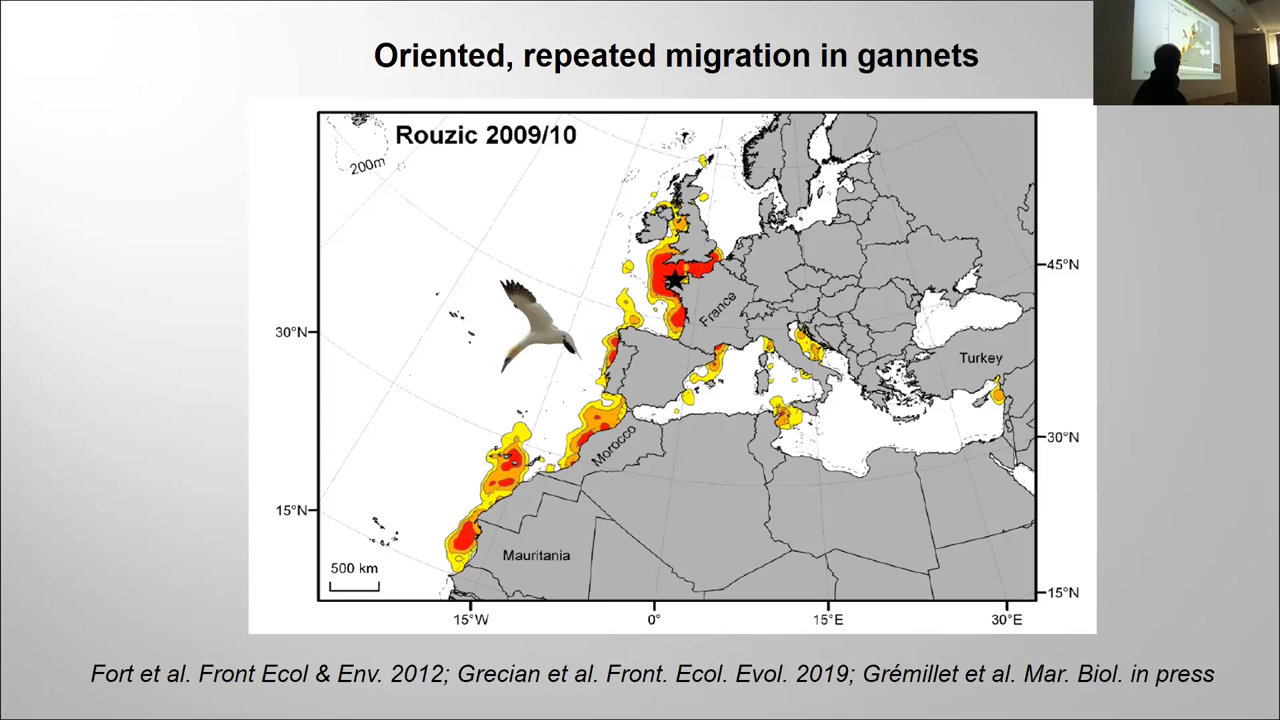 Oriented, repeated migration in gannets
Rouzic 2009/10
200m
45°N
30°N
France
Turkey
Morocco
30°N
15°N
Mauritania
500 km
15°N
15°W
0°
15°E
30°E
Fort et al. Front Ecol & Env. 2012; Grecian et al. Front. Ecol. Evol. 2019; Grémillet et al. Mar. Biol. in press